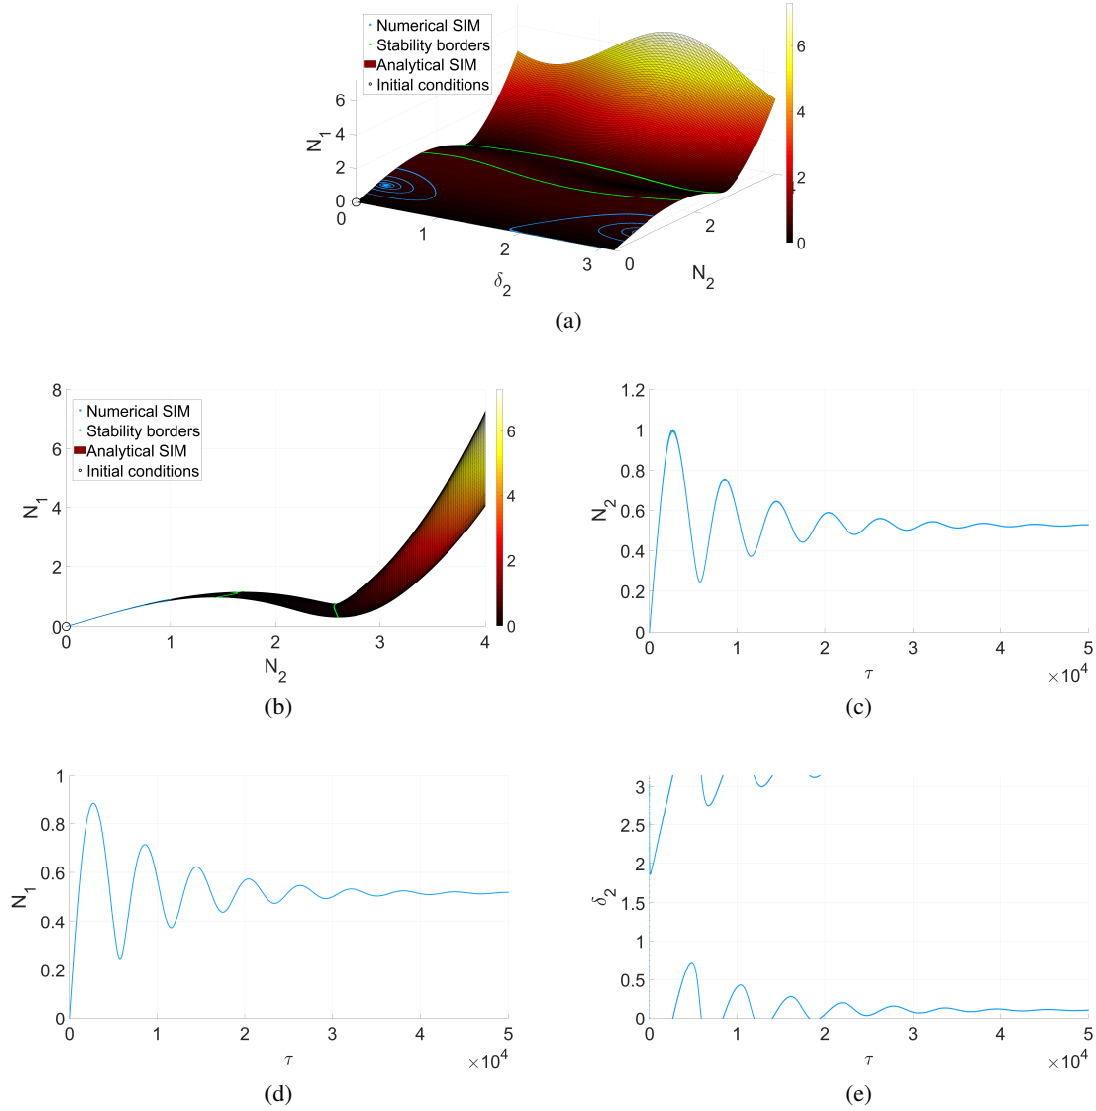 Numerical SIM
Stability borders
Analytical SIM
Initial conditions
6
4
2
0
N1
0
1
2
3
δ2
0
2
N2
6
4
2
0
(a)
8
6
4
2
0
N1
Numerical SIM
Stability borders
Analytical SIM
Initial conditions
0 1 2 3 4
N2
6
4
2
0
(b)
1.2
1
0.8
0.6
0.4
0.2
0
N2
0 1 2 3 4 5
τ
×10^4
(c)
1
0.8
0.6
0.4
0.2
0
N1
0 1 2 3 4 5
τ
×10^4
(d)
3
2.5
2
1.5
1
0.5
0
δ2
0 1 2 3 4 5
τ
×10^4
(e)